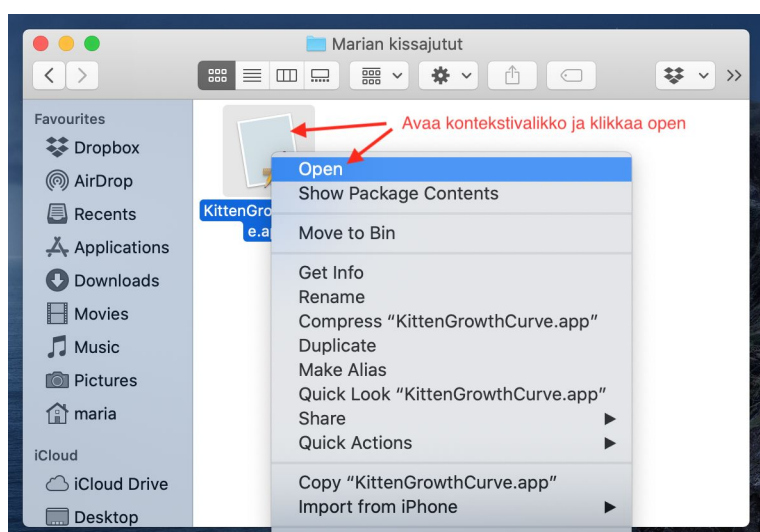 Marian kissajutut
Favourites
Dropbox
AirDrop
Recents
Applications
Downloads
Movies
Music
Pictures
maria
iCloud
iCloud Drive
Desktop
Avaa kontekstivalikko ja klikkaa open
KittenGro
e.a
Open
Show Package Contents
Move to Bin
Get Info
Rename
Compress “KittenGrowthCurve.app”
Duplicate
Make Alias
Quick Look “KittenGrowthCurve.app”
Share
Quick Actions
Copy “KittenGrowthCurve.app”
Import from iPhone